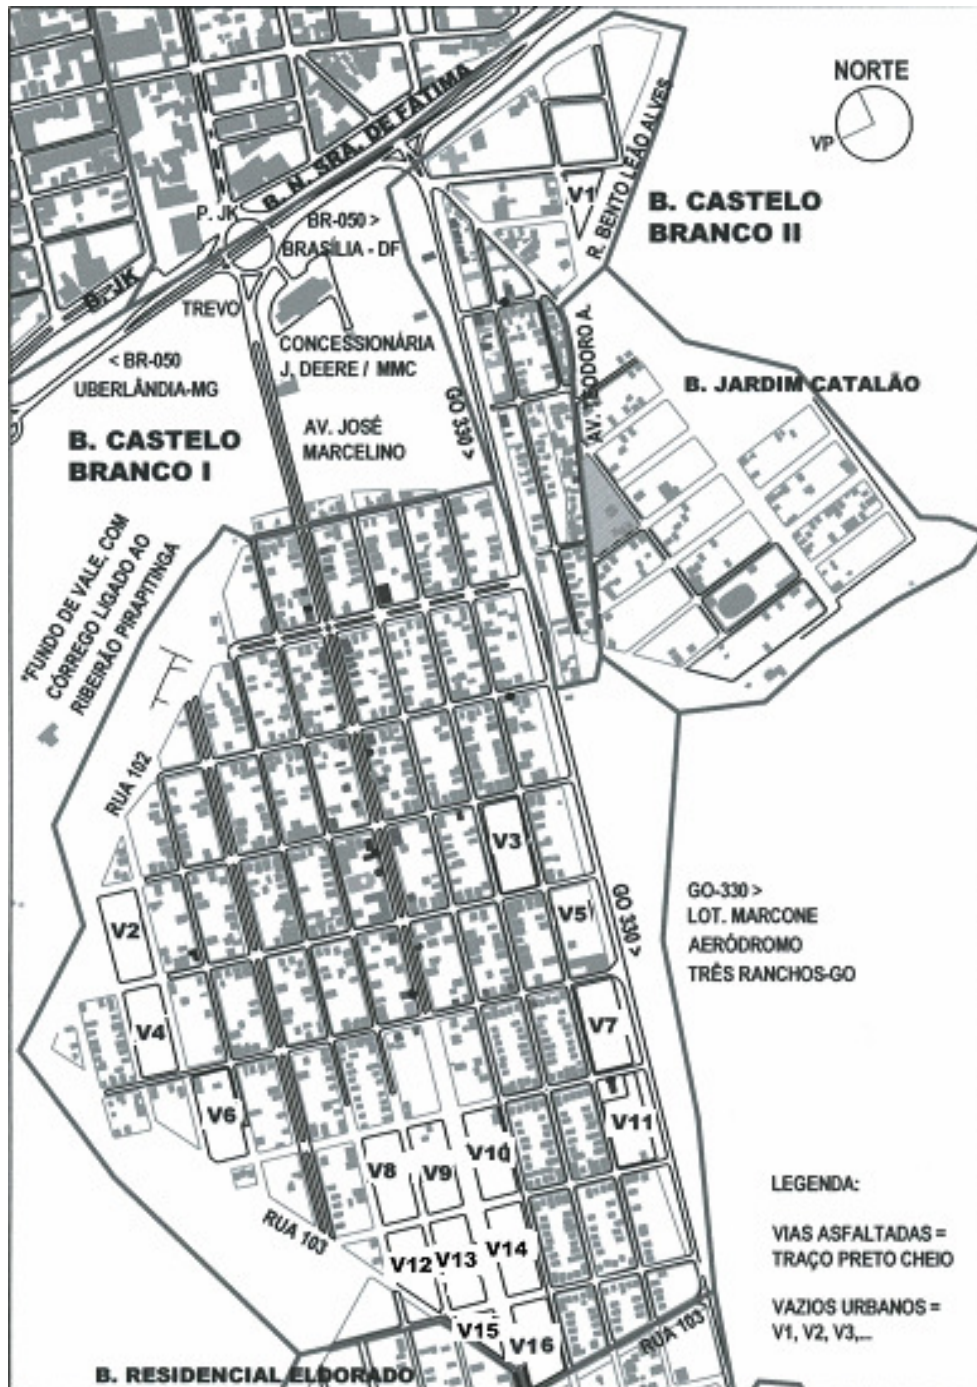 NORTE
VP
B. N. SRA. DE FÁTIMA
R. BENTO LEÃO ALVES
V1
B. CASTELO
BRANCO II
P. JK
BR-050 >
BRASÍLIA - DF
B. JK
TREVO
CONCESSIONÁRIA
J. DEERE / MMC
< BR-050
UBERLÂNDIA-MG
GO 330 >
AV. TEODORO A.
B. JARDIM CATALÃO
AV. JOSÉ
MARCELINO
B. CASTELO
BRANCO I
*FUNDO DE VALE, COM
CÓRREGO LIGADO AO
RIBEIRÃO PIRAPITINGA
RUA 102
V3
V2
V5
GO 330 >
GO-330 >
LOT. MARCONE
AERÓDROMO
TRÊS RANCHOS-GO
V4
V7
V6
V11
V8
V9
V10
RUA 103
V12
V13
V14
V15
V16
RUA 103
LEGENDA:
VIAS ASFALTADAS =
TRAÇO PRETO CHEIO
VAZIOS URBANOS =
V1, V2, V3,...
B. RESIDENCIAL ELDORADO